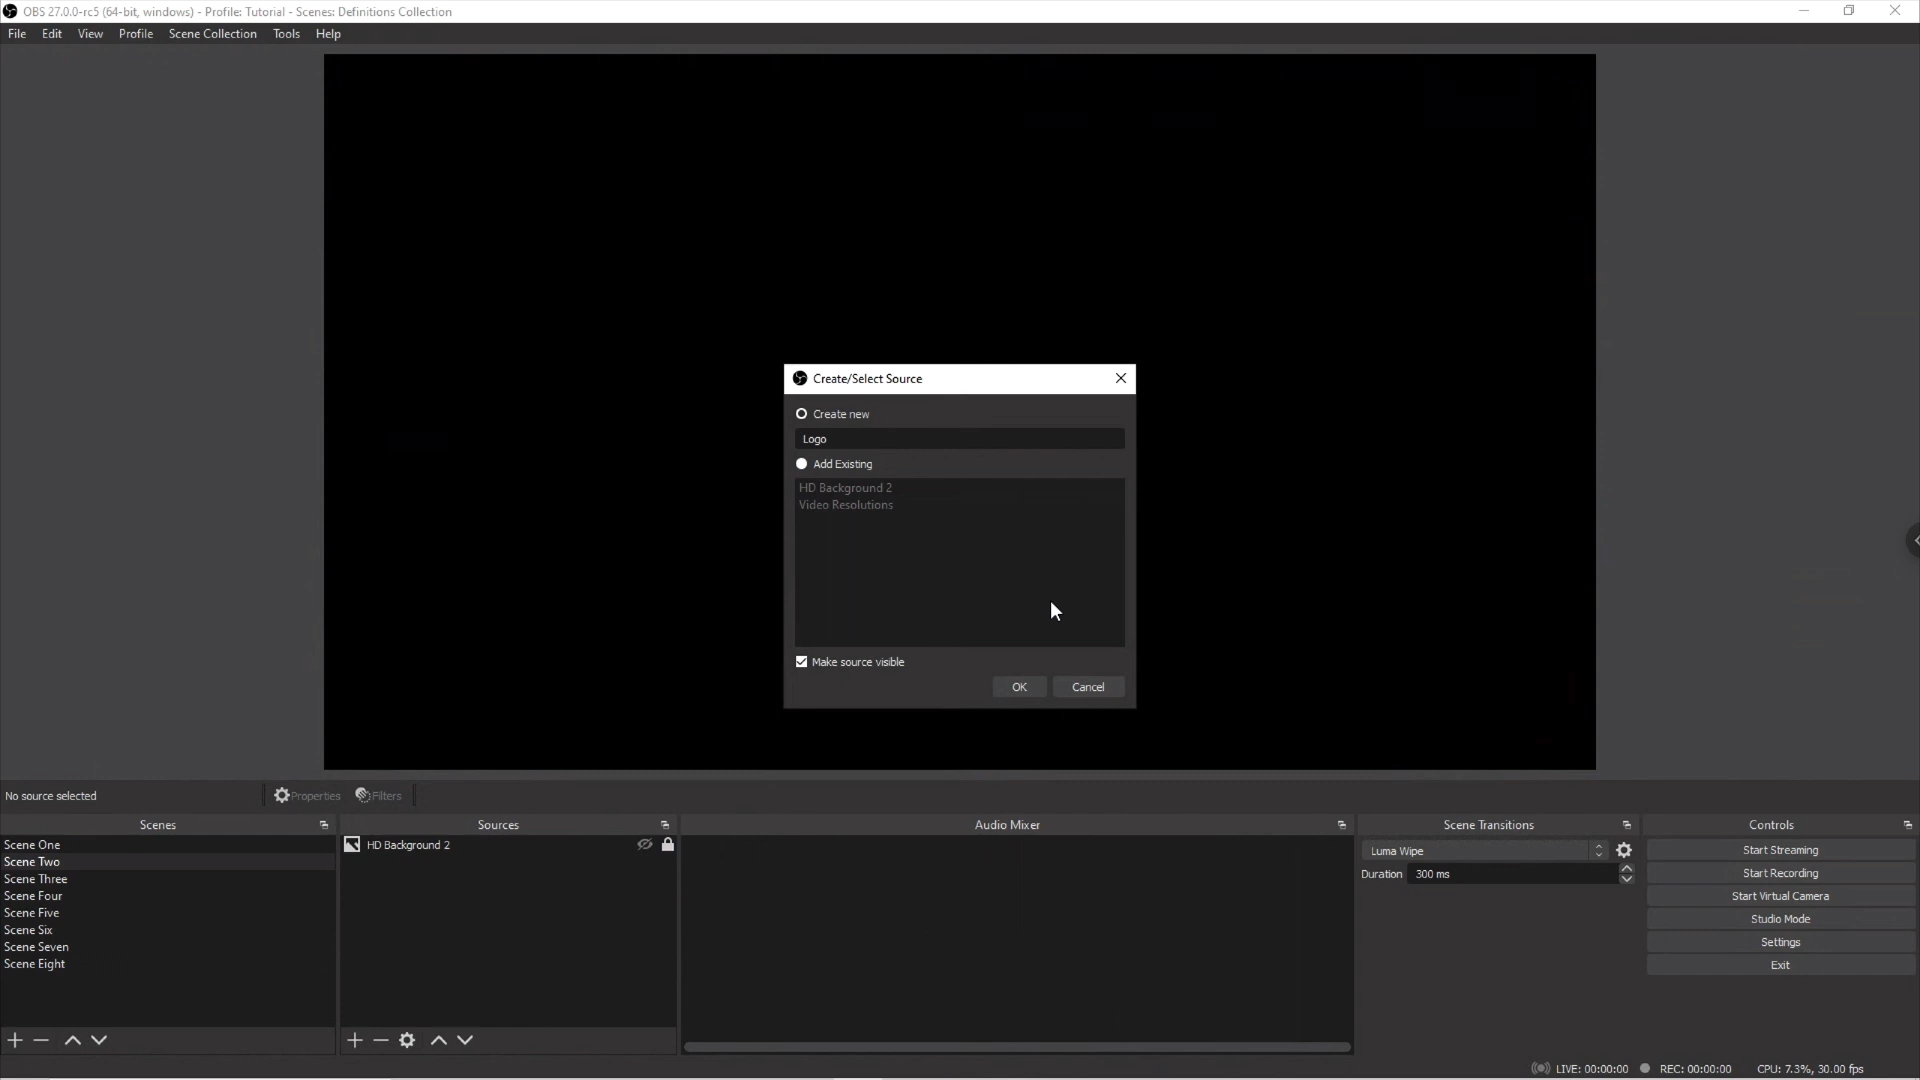 OBS 27.0.0-rc5 (64-bit, windows) - Profile: Tutorial - Scenes: Definitions Collection
File Edit View Profile Scene Collection Tools Help
Create/Select Source
Create new
Logo
Add Existing
HD Background 2
Video Resolutions
Make source visible
OK Cancel
No source selected Properties Filters
Scenes
Scene One
Scene Two
Scene Three
Scene Four
Scene Five
Scene Six
Scene Seven
Scene Eight
Sources
HD Background 2
Audio Mixer
Scene Transitions
Luma Wipe
Duration 300 ms
Controls
Start Streaming
Start Recording
Start Virtual Camera
Studio Mode
Settings
Exit
LIVE: 00:00:00 REC: 00:00:00 CPU: 7.3%, 30.00 fps